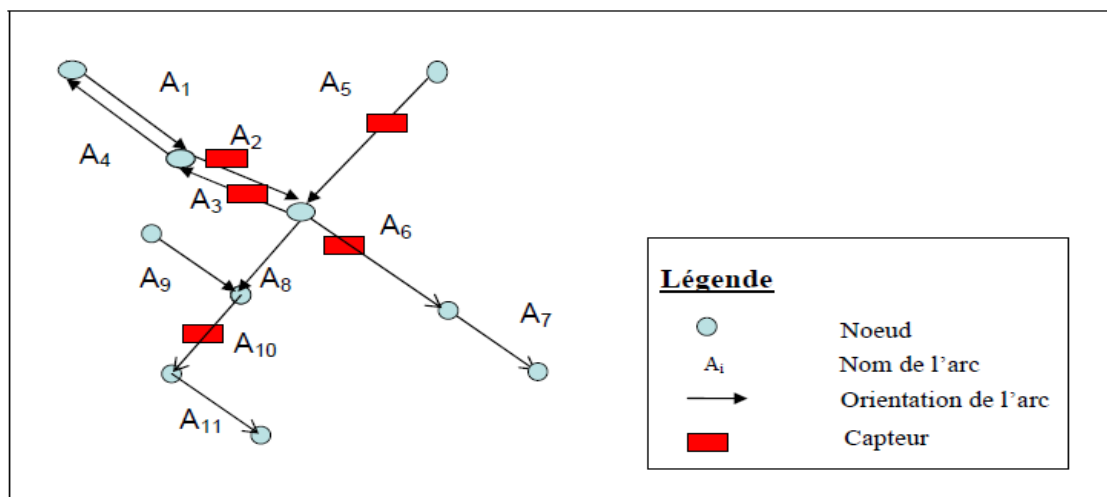 A1
A5
A2
A4
A3
A6
A9
A8
A7
A10
A11
Légende
Noeud
Ai Nom de l'arc
Orientation de l'arc
Capteur